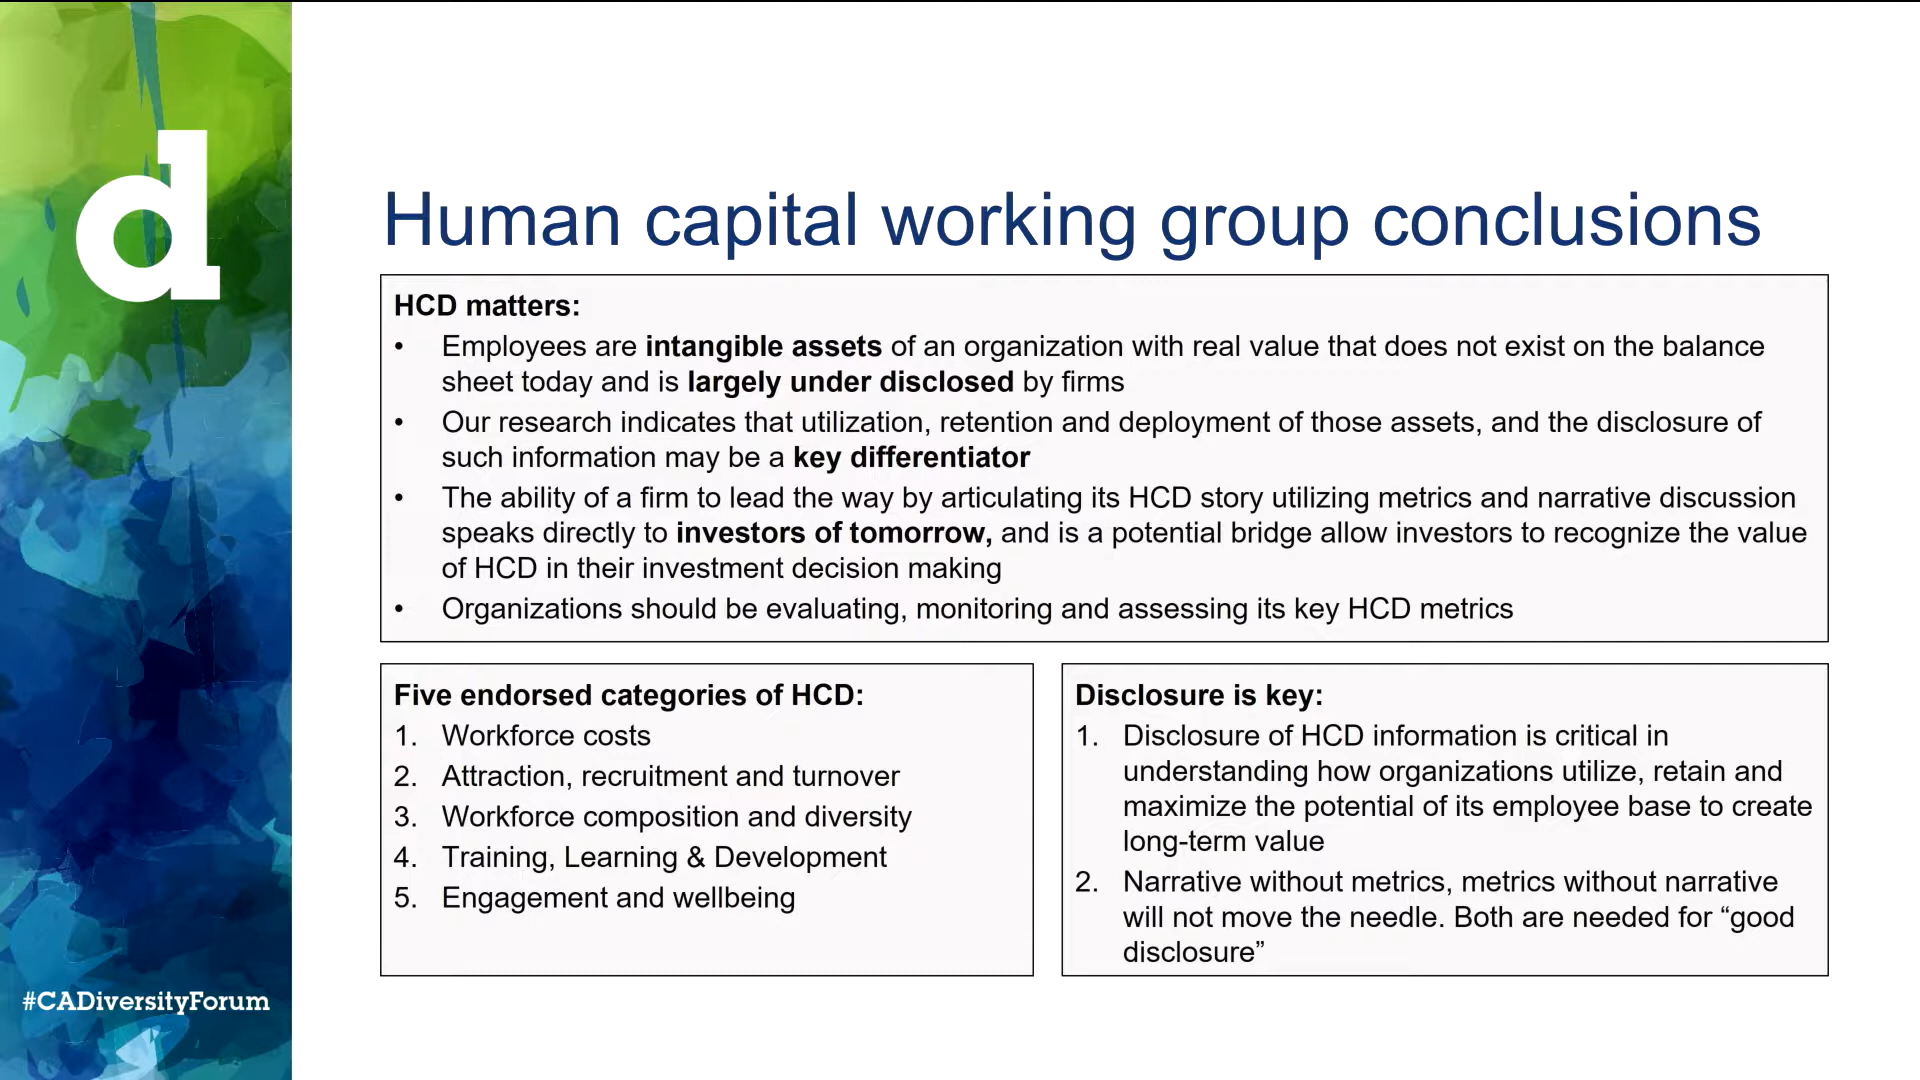 d
Human capital working group conclusions
HCD matters:
• Employees are intangible assets of an organization with real value that does not exist on the balance
sheet today and is largely under disclosed by firms
• Our research indicates that utilization, retention and deployment of those assets, and the disclosure of
such information may be a key differentiator
• The ability of a firm to lead the way by articulating its HCD story utilizing metrics and narrative discussion
speaks directly to investors of tomorrow, and is a potential bridge allow investors to recognize the value
of HCD in their investment decision making
• Organizations should be evaluating, monitoring and assessing its key HCD metrics
Five endorsed categories of HCD:
1. Workforce costs
2. Attraction, recruitment and turnover
3. Workforce composition and diversity
4. Training, Learning & Development
5. Engagement and wellbeing
Disclosure is key:
1. Disclosure of HCD information is critical in
understanding how organizations utilize, retain and
maximize the potential of its employee base to create
long-term value
2. Narrative without metrics, metrics without narrative
will not move the needle. Both are needed for “good
disclosure”
#CADiversityForum